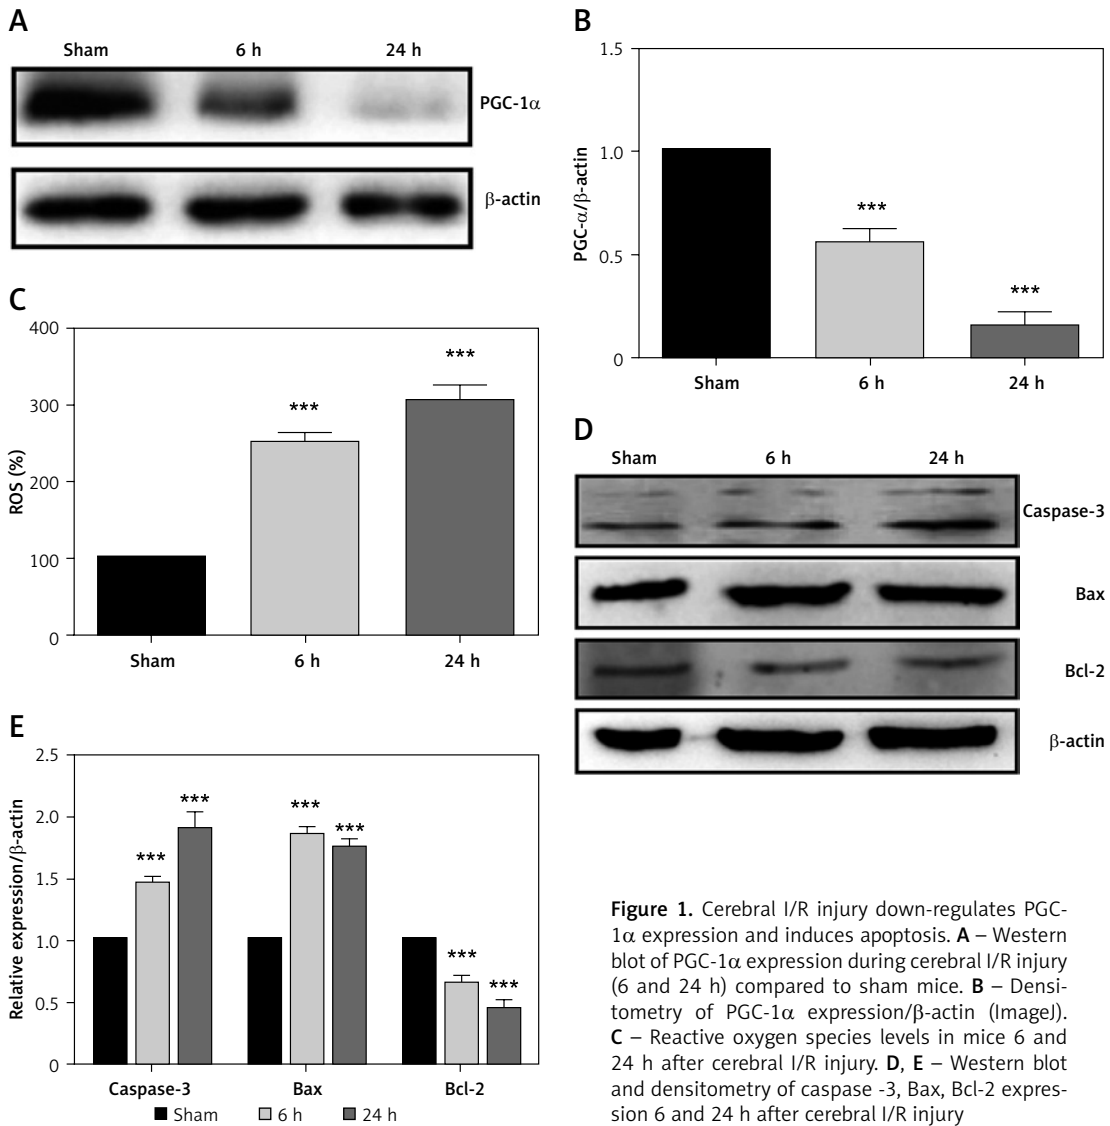 A
Sham 6 h 24 h
PGC-1α
β-actin
B
PGC-α/β-actin
1.5
1.0
0.5
0
***
***
Sham 6 h 24 h
C
ROS (%)
400
300
200
100
0
***
***
Sham 6 h 24 h
D
Sham 6 h 24 h
Caspase-3
Bax
Bcl-2
β-actin
E
Relative expression/β-actin
2.5
2.0
1.5
1.0
0.5
0
***
***
***
***
***
***
Caspase-3 Bax Bcl-2
Sham 6 h 24 h
Figure 1. Cerebral I/R injury down-regulates PGC-
1α expression and induces apoptosis. A – Western
blot of PGC-1α expression during cerebral I/R injury
(6 and 24 h) compared to sham mice. B – Densi-
tometry of PGC-1α expression/β-actin (ImageJ).
C – Reactive oxygen species levels in mice 6 and
24 h after cerebral I/R injury. D, E – Western blot
and densitometry of caspase -3, Bax, Bcl-2 expres-
sion 6 and 24 h after cerebral I/R injury